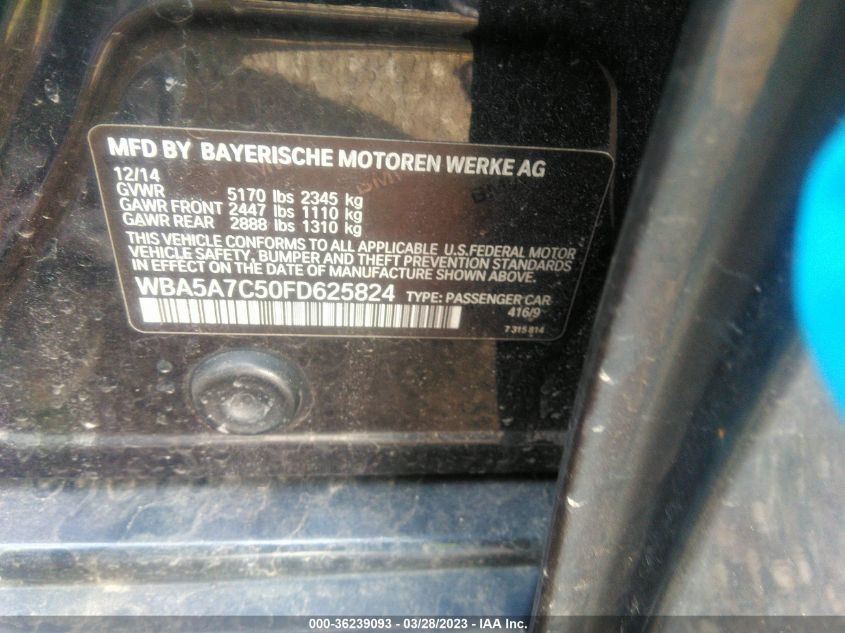 MFD BY BAYERISCHE MOTOREN WERKE AG
12/14
GVWR 5170 lbs 2345 kg
GAWR FRONT 2447 lbs 1110 kg
GAWR REAR 2888 lbs 1310 kg
THIS VEHICLE CONFORMS TO ALL APPLICABLE U.S.FEDERAL MOTOR
VEHICLE SAFETY, BUMPER AND THEFT PREVENTION STANDARDS
IN EFFECT ON THE DATE OF MANUFACTURE SHOWN ABOVE.
WBA5A7C50FD625824 TYPE: PASSENGER CAR
416/9
7 315 814
000-36239093 - 03/28/2023 - IAA Inc.